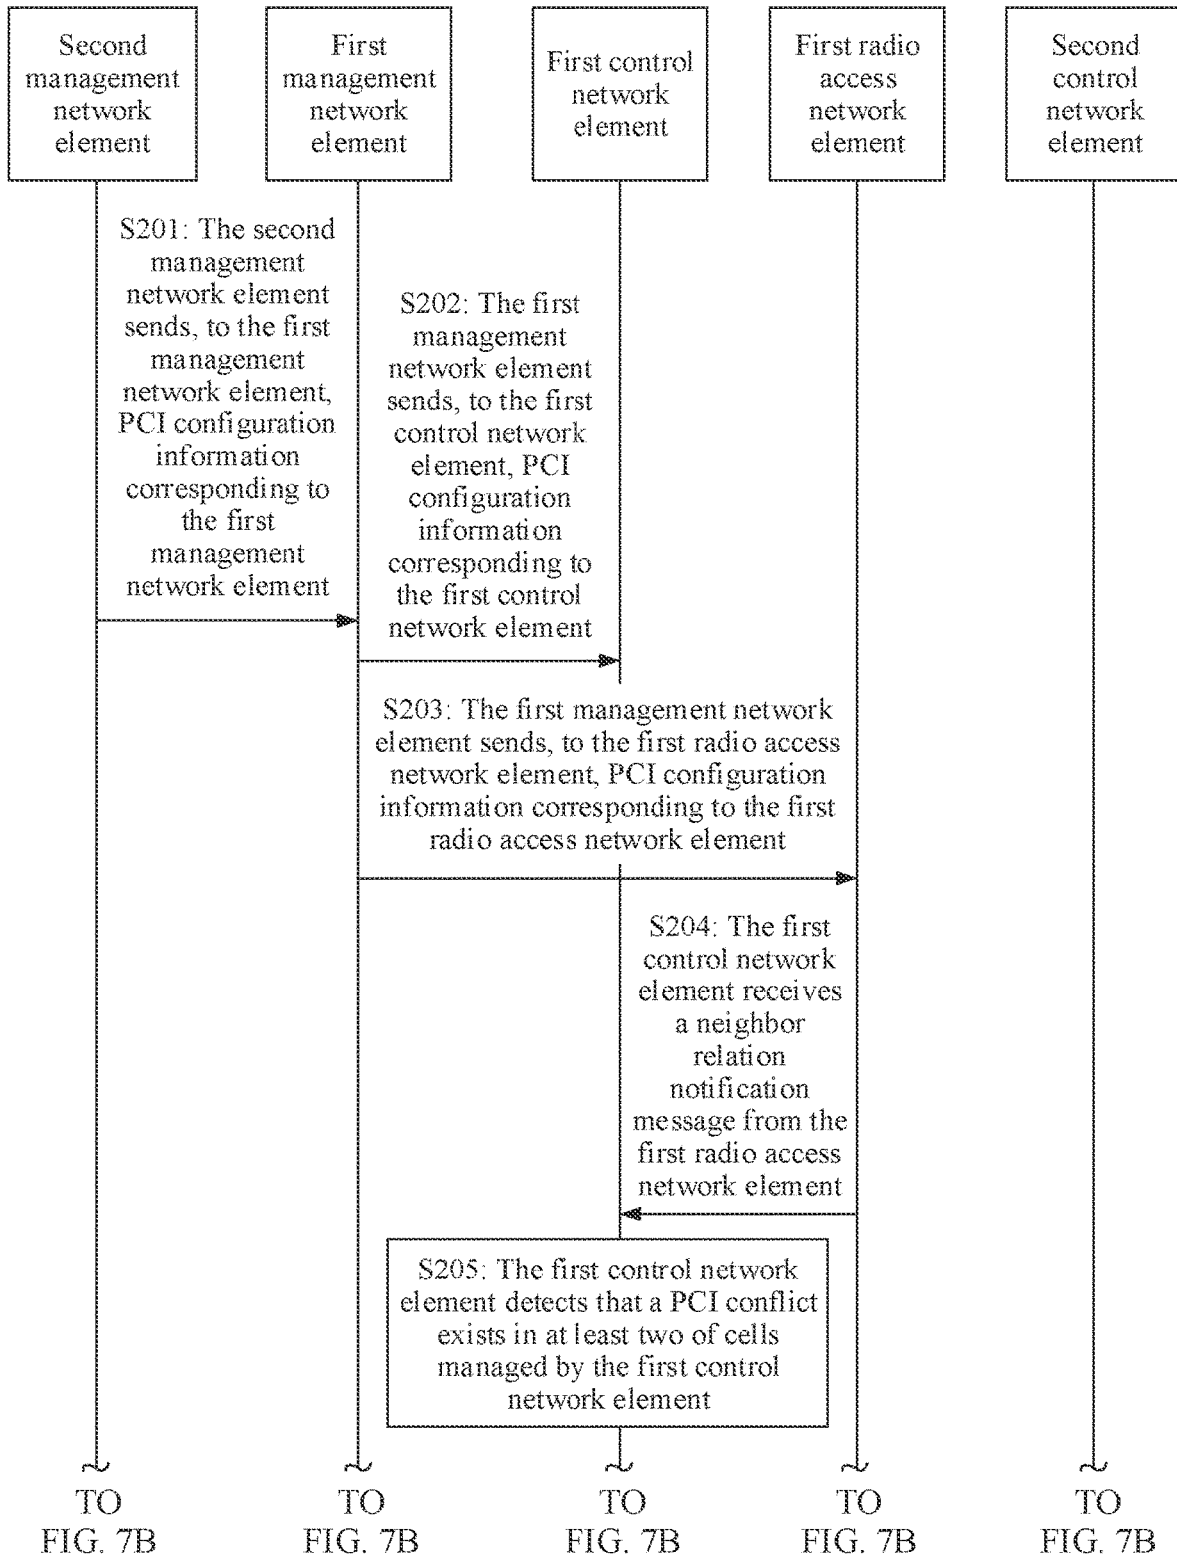 Second
management
network
element
First
management
network
element
First control
network
element
First radio
access
network
element
Second
control
network
element
S201: The second
management
network element
sends, to the first
management
network element,
PCI configuration
information
corresponding to
the first
management
network element
S202: The first
management
network element
sends, to the first
control network
element, PCI
configuration
information
corresponding to
the first control
network element
S203: The first management network
element sends, to the first radio access
network element, PCI configuration
information corresponding to the first
radio access network element
S204: The first
control network
element receives
a neighbor
relation
notification
message from the
first radio access
network element
S205: The first control network
element detects that a PCI conflict
exists in at least two of cells
managed by the first control
network element
TO
FIG. 7B
TO
FIG. 7B
TO
FIG. 7B
TO
FIG. 7B
TO
FIG. 7B